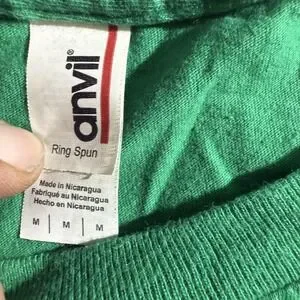 anvil®
Ring Spun
Made in Nicaragua
Fabriqué au Nicaragua
Hecho en Nicaragua
M M M